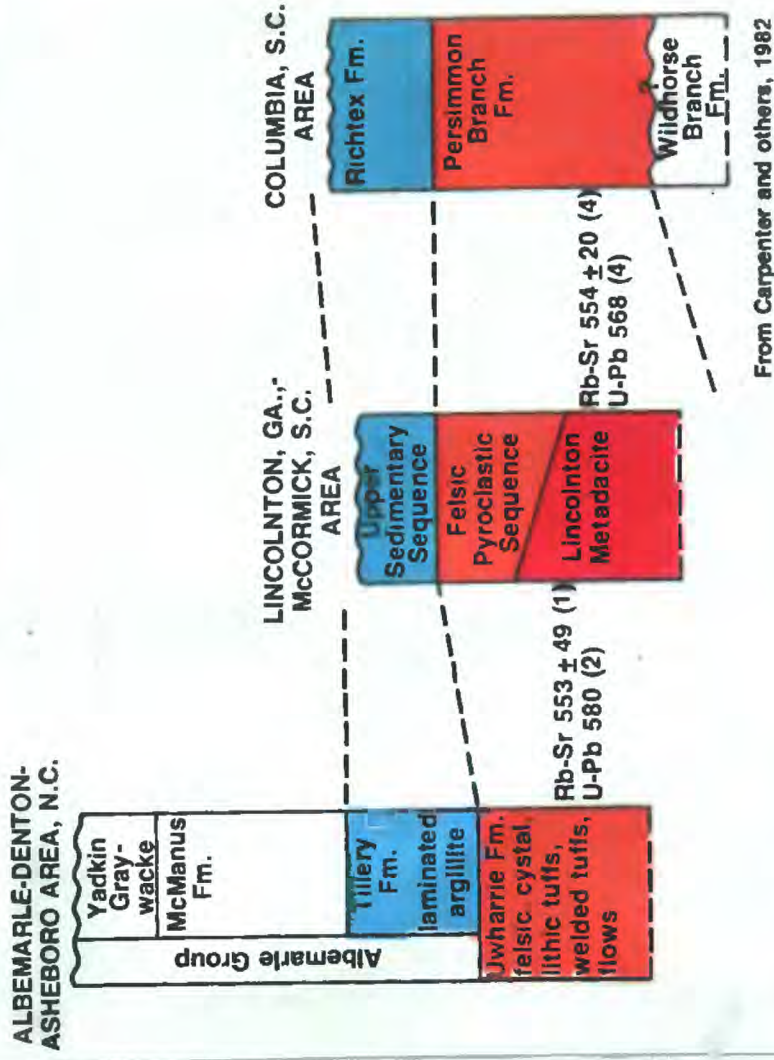 ALBEMARLE-DENTON-
ASHEBORO AREA, N.C.
Albemarle Group
Yadkin
Gray-
wacke
McManus
Fm.
Tillery
Fm.
laminated
argillite
Uwharrie Fm.
felsic, cystal,
lithic tuffs,
welded tuffs,
flows
Rb-Sr 553 ± 49 (1)
U-Pb 580 (2)
LINCOLNTON, GA.,-
McCORMICK, S.C.
AREA
Upper
Sedimentary
Sequence
Felsic
Pyroclastic
Sequence
Lincolnton
Metadacite
Rb-Sr 554 ± 20 (4)
U-Pb 568 (4)
COLUMBIA, S.C.
AREA
Richtex Fm.
Persimmon
Branch
Fm.
?
Wildhorse
Branch
Fm.
From Carpenter and others, 1982